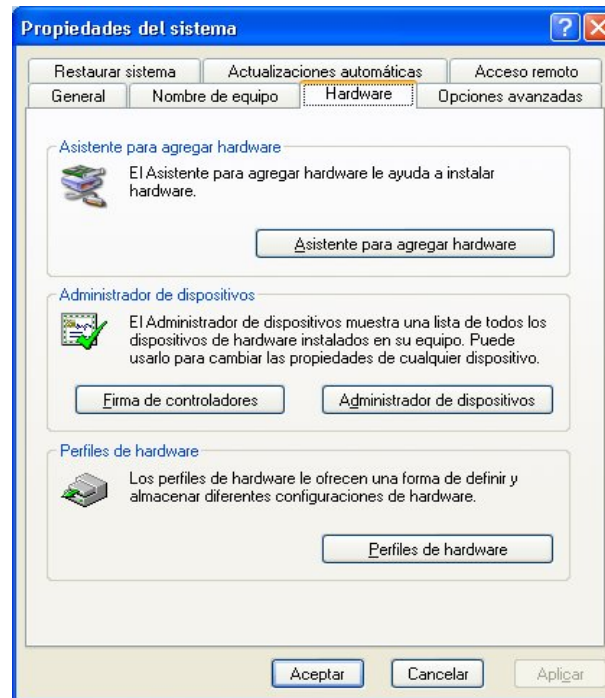 Propiedades del sistema
Restaurar sistema Actualizaciones automáticas Acceso remoto
General Nombre de equipo Hardware Opciones avanzadas
Asistente para agregar hardware
El Asistente para agregar hardware le ayuda a instalar
hardware.
Asistente para agregar hardware
Administrador de dispositivos
El Administrador de dispositivos muestra una lista de todos los
dispositivos de hardware instalados en su equipo. Puede
usarlo para cambiar las propiedades de cualquier dispositivo.
Firma de controladores Administrador de dispositivos
Perfiles de hardware
Los perfiles de hardware le ofrecen una forma de definir y
almacenar diferentes configuraciones de hardware.
Perfiles de hardware
Aceptar Cancelar Aplicar